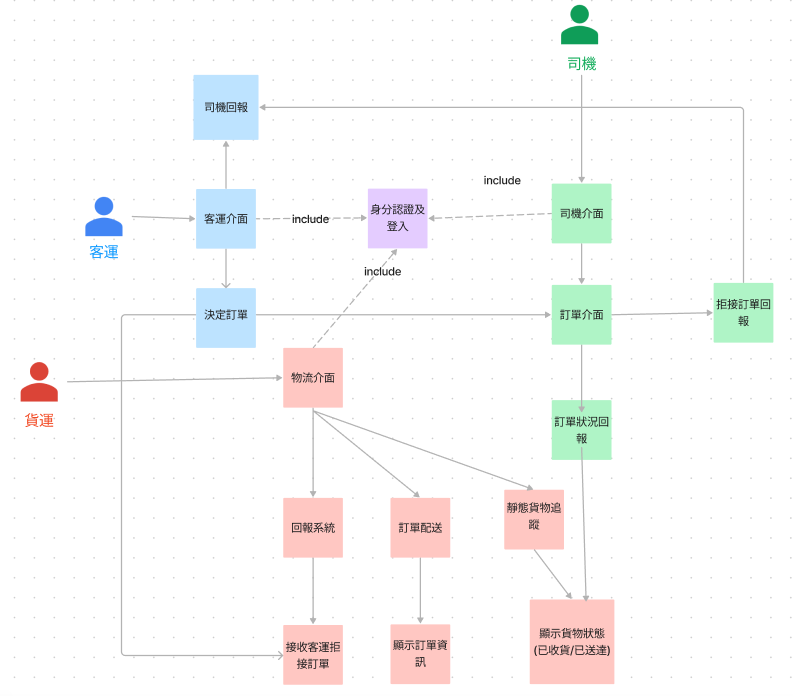 司機
司機回報
include
身分認證及
登入
客運介面
include
司機介面
客運
include
決定訂單
訂單介面
拒接訂單回
報
物流介面
貨運
訂單狀況回
報
靜態貨物追
蹤
回報系統
訂單配送
接收客運拒
接訂單
顯示訂單資
訊
顯示貨物狀態
(已收貨/已送達)